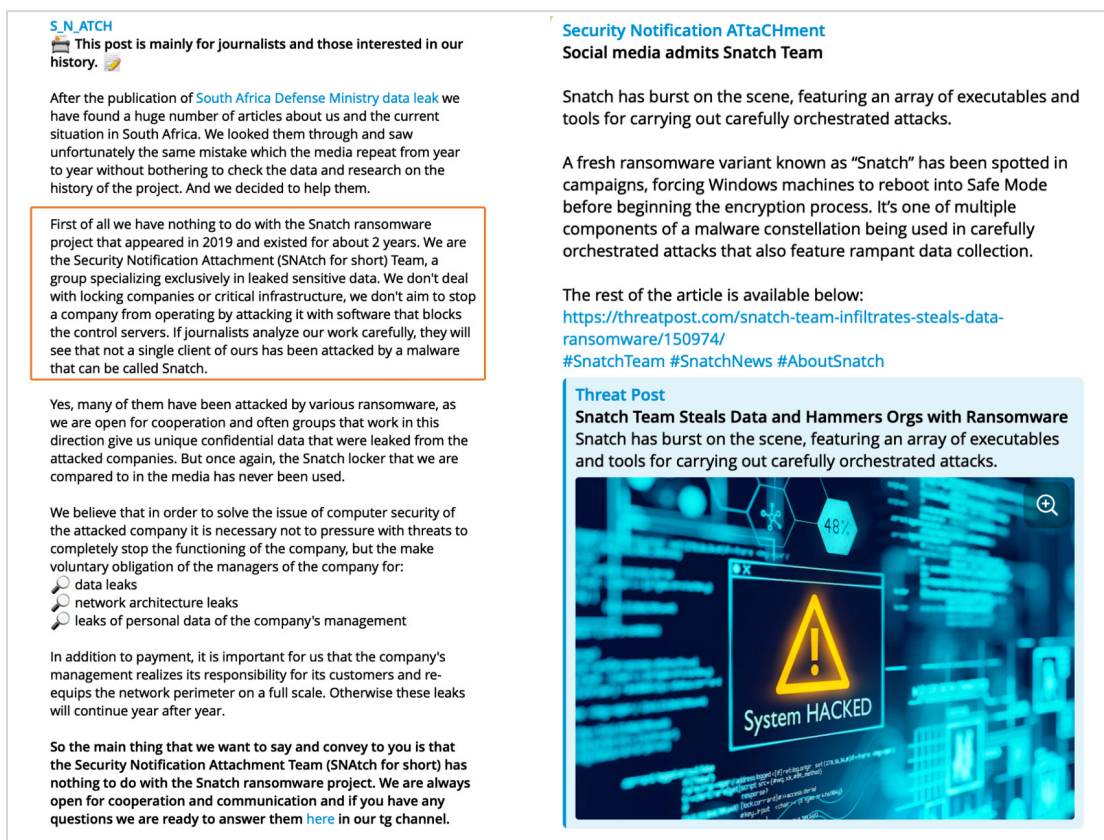 S_N_ATCH
This post is mainly for journalists and those interested in our
history.
After the publication of South Africa Defense Ministry data leak we
have found a huge number of articles about us and the current
situation in South Africa. We looked them through and saw
unfortunately the same mistake which the media repeat from year
to year without bothering to check the data and research on the
history of the project. And we decided to help them.
First of all we have nothing to do with the Snatch ransomware
project that appeared in 2019 and existed for about 2 years. We are
the Security Notification Attachment (SNAtch for short) Team, a
group specializing exclusively in leaked sensitive data. We don't deal
with locking companies or critical infrastructure, we don't aim to stop
a company from operating by attacking it with software that blocks
the control servers. If journalists analyze our work carefully, they will
see that not a single client of ours has been attacked by a malware
that can be called Snatch.
Yes, many of them have been attacked by various ransomware, as
we are open for cooperation and often groups that work in this
direction give us unique confidential data that were leaked from the
attacked companies. But once again, the Snatch locker that we are
compared to in the media has never been used.
We believe that in order to solve the issue of computer security of
the attacked company it is necessary not to pressure with threats to
completely stop the functioning of the company, but the make
voluntary obligation of the managers of the company for:
data leaks
network architecture leaks
leaks of personal data of the company's management
In addition to payment, it is important for us that the company's
management realizes its responsibility for its customers and re-
equips the network perimeter on a full scale. Otherwise these leaks
will continue year after year.
So the main thing that we want to say and convey to you is that
the Security Notification Attachment Team (SNAtch for short) has
nothing to do with the Snatch ransomware project. We are always
open for cooperation and communication and if you have any
questions we are ready to answer them here in our tg channel.
Security Notification ATtaCHment
Social media admits Snatch Team
Snatch has burst on the scene, featuring an array of executables and
tools for carrying out carefully orchestrated attacks.
A fresh ransomware variant known as “Snatch” has been spotted in
campaigns, forcing Windows machines to reboot into Safe Mode
before beginning the encryption process. It’s one of multiple
components of a malware constellation being used in carefully
orchestrated attacks that also feature rampant data collection.
The rest of the article is available below:
https://threatpost.com/snatch-team-infiltrates-steals-data-
ransomware/150974/
#SnatchTeam #SnatchNews #AboutSnatch
Threat Post
Snatch Team Steals Data and Hammers Orgs with Ransomware
Snatch has burst on the scene, featuring an array of executables
and tools for carrying out carefully orchestrated attacks.
48%
System HACKED